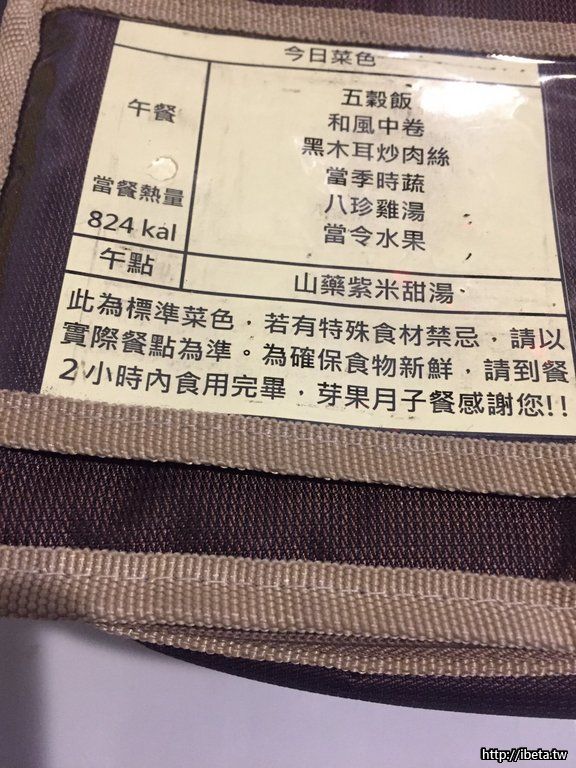 今日菜色
午餐
當餐熱量
824 kal
五穀飯
和風中卷
黑木耳炒肉絲
當季時蔬
八珍雞湯
當令水果
午點
山藥紫米甜湯
此為標準菜色，若有特殊食材禁忌，請以
實際餐點為準。為確保食物新鮮，請到餐
2 小時內食用完畢，芽果月子餐感謝您!!
http://ibeta.tw